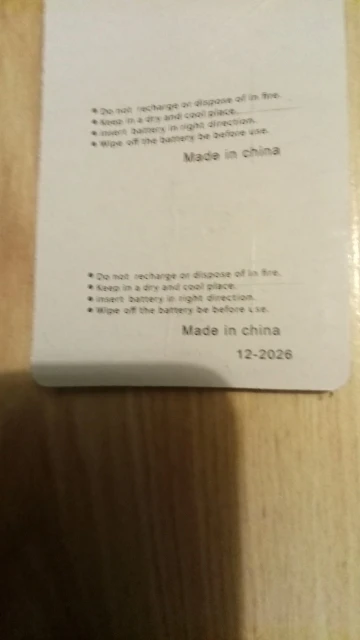 • Do not recharge or dispose of in fire.
• Keep in a dry and cool place.
• insert battery in right direction.
• Wipe off the battery be before use.
Made in china
• Do not recharge or dispose of in fire.
• Keep in a dry and cool place.
• insert battery in right direction.
• Wipe off the battery be before use.
Made in china
12-2026